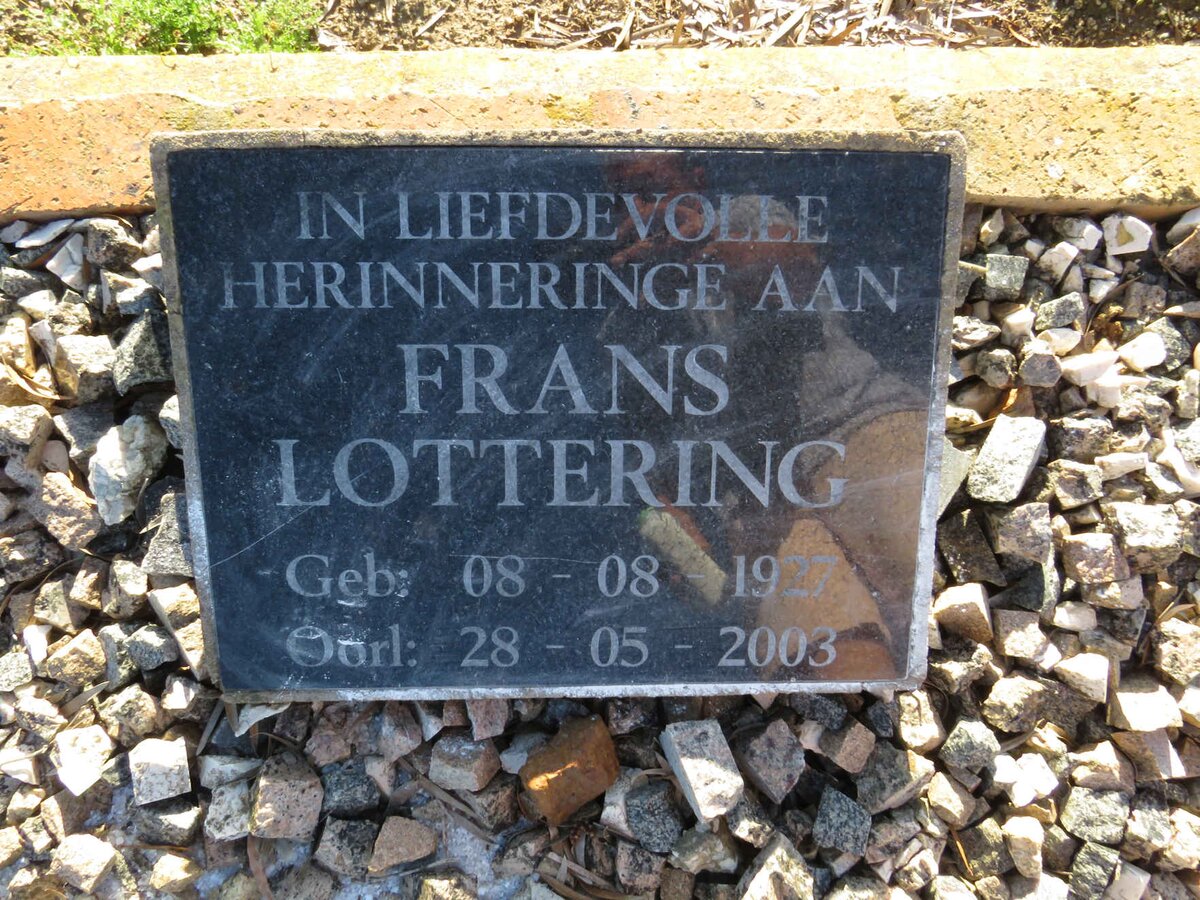 IN LIEFDEVOLLE
HERINNERINGE AAN
FRANS
LOTTERING
Geb: 08 - 08 - 1927
Oorl: 28 - 05 - 2003